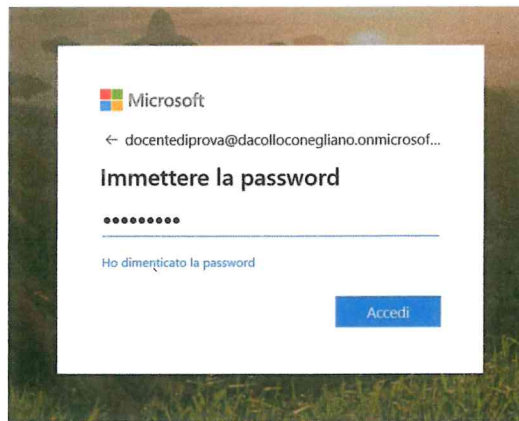 Microsoft
← docentediprova@dacolloconegliano.onmicrosof...
Immettere la password
•••••••••
Ho dimenticato la password
Accedi